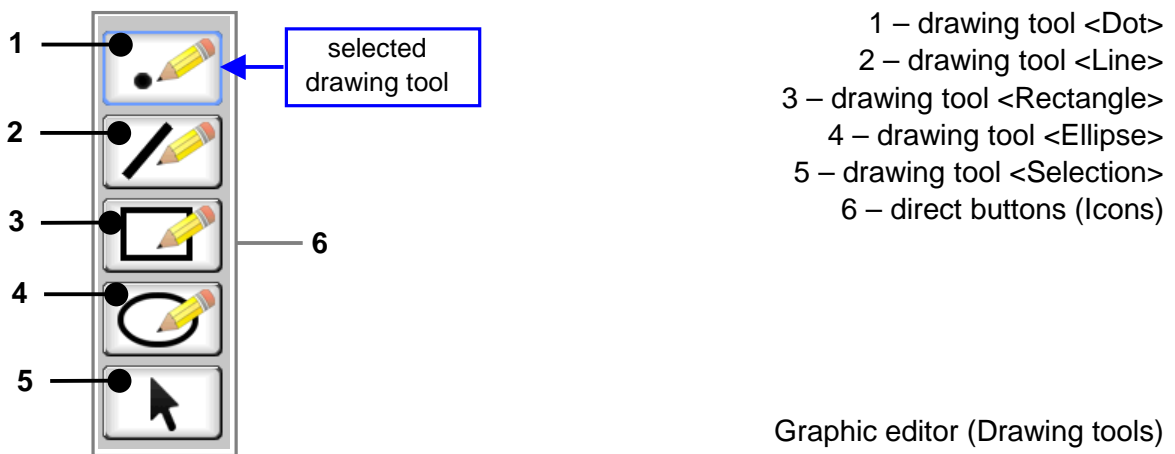 1
selected
drawing tool
2
3
6
4
5
1 – drawing tool <Dot>
2 – drawing tool <Line>
3 – drawing tool <Rectangle>
4 – drawing tool <Ellipse>
5 – drawing tool <Selection>
6 – direct buttons (Icons)
Graphic editor (Drawing tools)